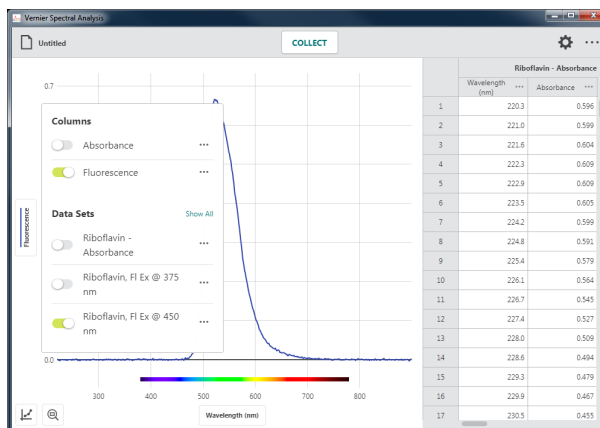 Vernier Spectral Analysis
Untitled
COLLECT
0.7
0.0
Fluorescence
Columns
Absorbance
Fluorescence
Data Sets
Show All
Riboflavin -
Absorbance
Riboflavin, Fl Ex @ 375
nm
Riboflavin, Fl Ex @ 450
nm
300 400 500 600 700 800
Wavelength (nm)
Riboflavin - Absorbance
Wavelength
(nm)
Absorbance
1 220.3 0.596
2 221.0 0.599
3 221.6 0.604
4 222.3 0.609
5 222.9 0.609
6 223.5 0.605
7 224.2 0.599
8 224.8 0.591
9 225.4 0.579
10 226.1 0.564
11 226.7 0.545
12 227.4 0.527
13 228.0 0.509
14 228.6 0.494
15 229.3 0.479
16 229.9 0.467
17 230.5 0.455